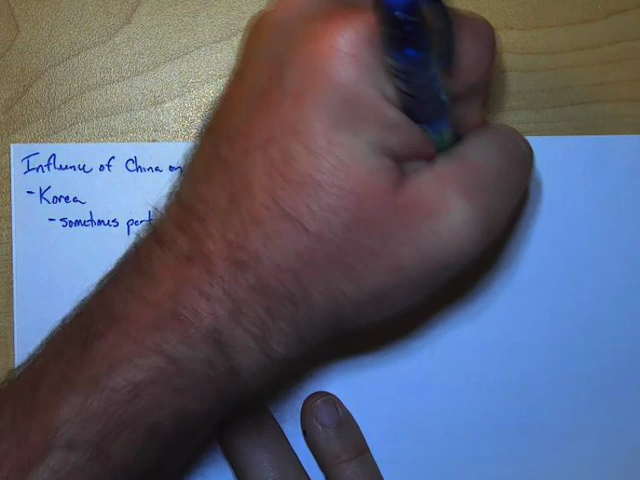 Influence of China on
- Korea
- sometimes part